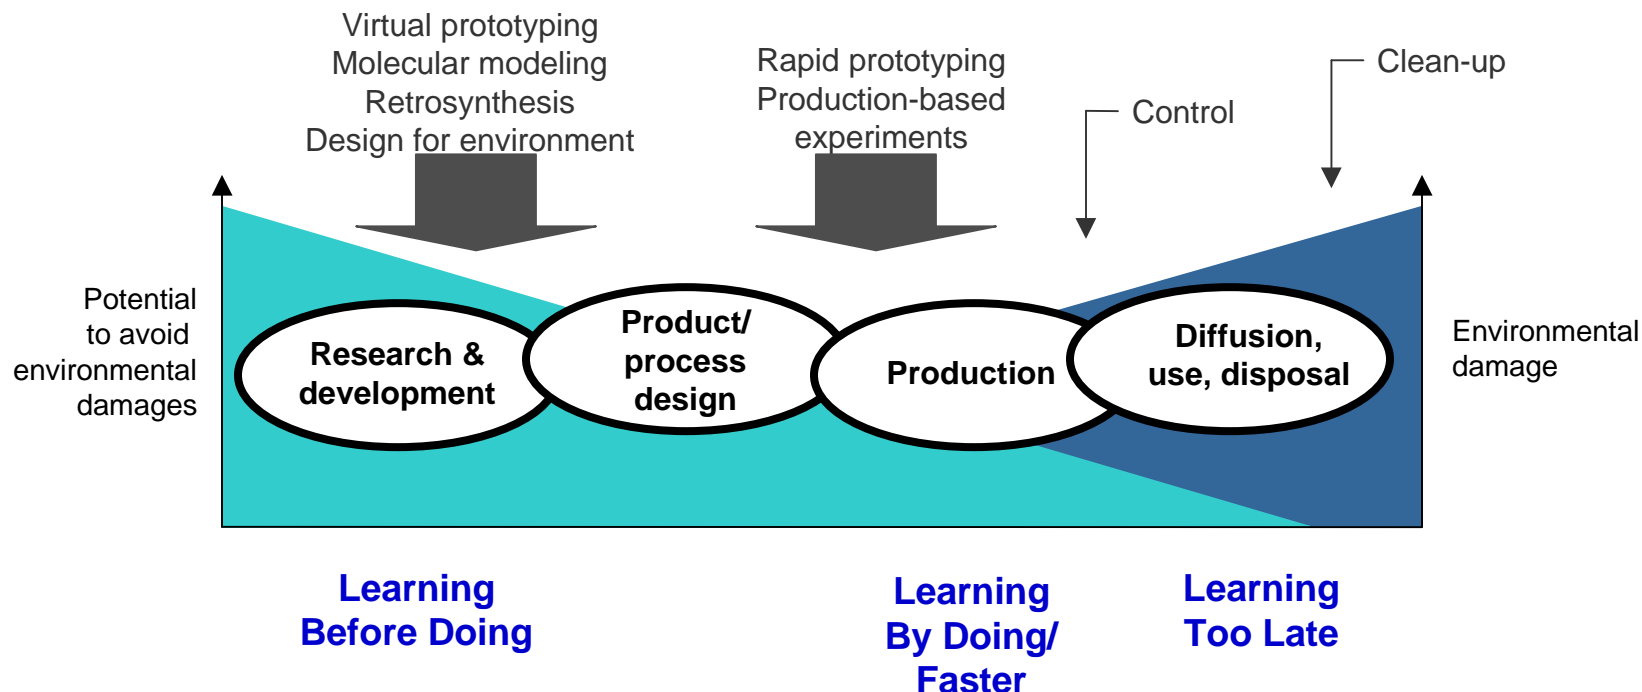 Virtual prototyping
Molecular modeling
Retrosynthesis
Design for environment
Rapid prototyping
Production-based
experiments
Control
Clean-up
Potential
to avoid
environmental
damages
Research &
development
Product/
process
design
Production
Diffusion,
use, disposal
Environmental
damage
Learning
Before Doing
Learning
By Doing/
Faster
Learning
Too Late